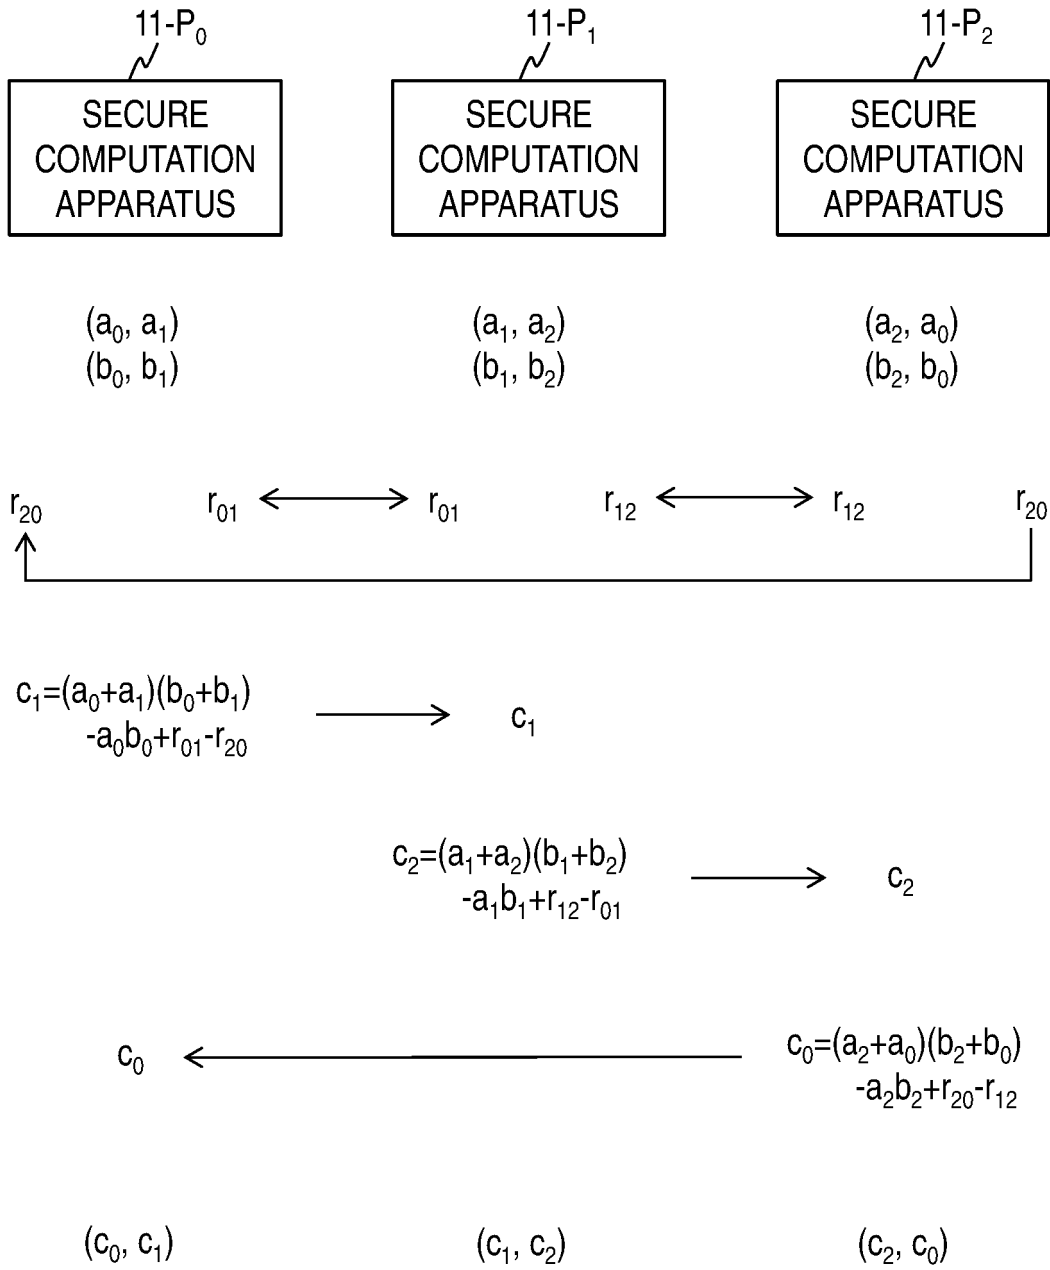 11-P₀ 11-P₁ 11-P₂
SECURE COMPUTATION APPARATUS
SECURE COMPUTATION APPARATUS
SECURE COMPUTATION APPARATUS
(a₀, a₁) (a₁, a₂) (a₂, a₀)
(b₀, b₁) (b₁, b₂) (b₂, b₀)
r₂₀ r₀₁ r₀₁ r₁₂ r₁₂ r₂₀
c₁=(a₀+a₁)(b₀+b₁)
-a₀b₀+r₀₁-r₂₀
c₁
c₂=(a₁+a₂)(b₁+b₂)
-a₁b₁+r₁₂-r₀₁
c₂
c₀
c₀=(a₂+a₀)(b₂+b₀)
-a₂b₂+r₂₀-r₁₂
(c₀, c₁) (c₁, c₂) (c₂, c₀)